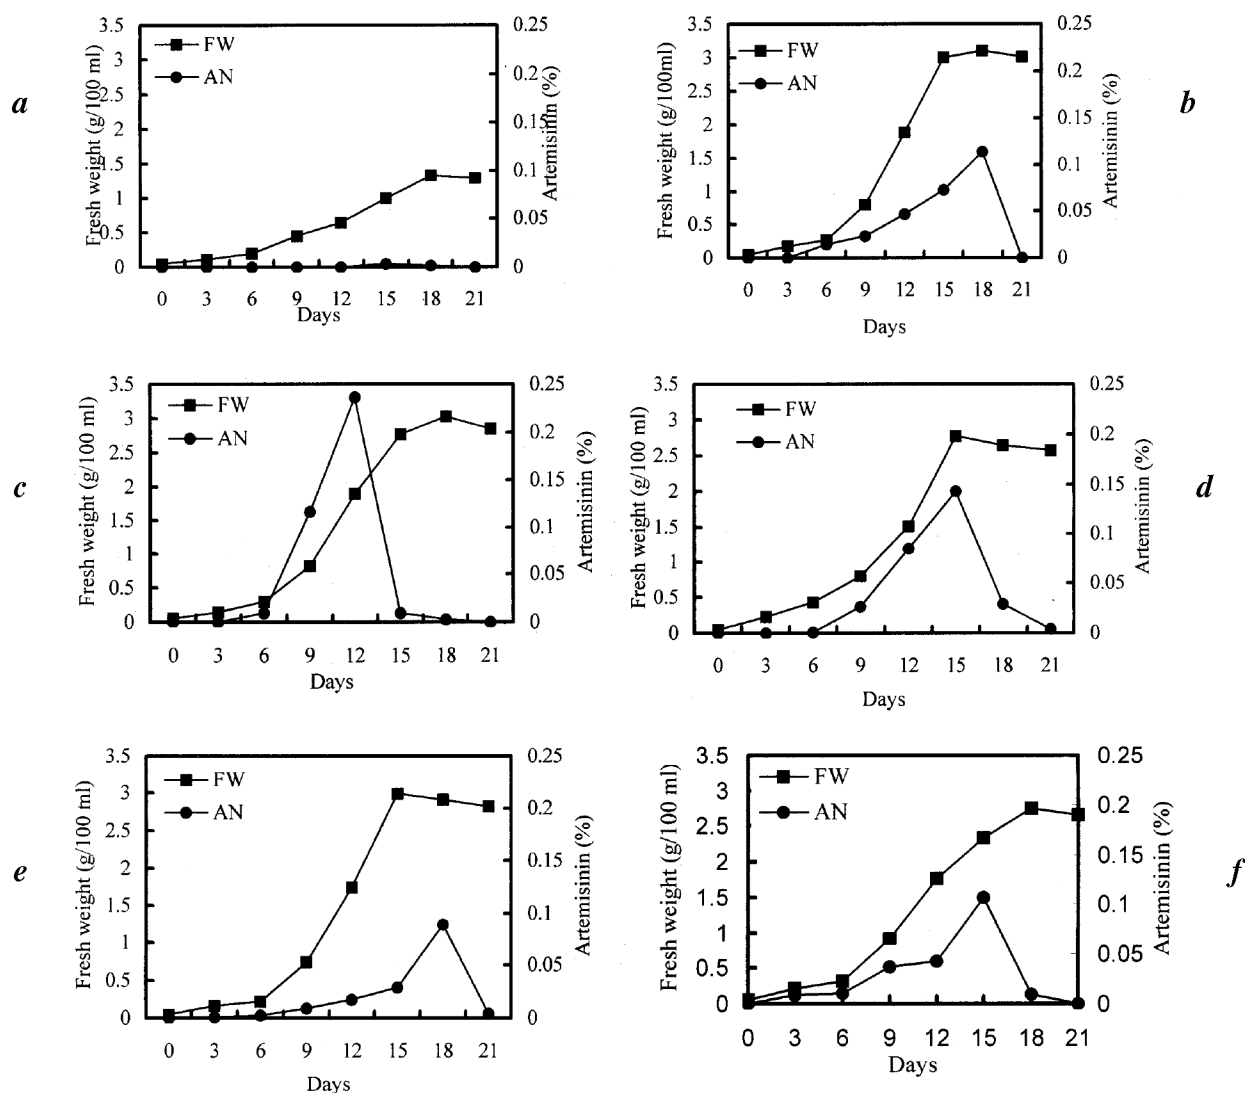 a
3.5
3
2.5
2
1.5
1
0.5
0
Fresh weight (g/100 ml)
FW
AN
0.25
0.2
0.15
0.1
0.05
0
Artemisinin (%)
0 3 6 9 12 15 18 21
Days
b
3.5
3
2.5
2
1.5
1
0.5
0
Fresh weight (g/100ml)
FW
AN
0.25
0.2
0.15
0.1
0.05
0
Artemisinin (%)
0 3 6 9 12 15 18 21
Days
c
3.5
3
2.5
2
1.5
1
0.5
0
Fresh weight (g/100 ml)
FW
AN
0.25
0.2
0.15
0.1
0.05
0
Artemisinin (%)
0 3 6 9 12 15 18 21
Days
d
3.5
3
2.5
2
1.5
1
0.5
0
Fresh weight (g/100 ml)
FW
AN
0.25
0.2
0.15
0.1
0.05
0
Artemisinin (%)
0 3 6 9 12 15 18 21
Days
e
3.5
3
2.5
2
1.5
1
0.5
0
Fresh weight (g/100 ml)
FW
AN
0.25
0.2
0.15
0.1
0.05
0
Artemisinin (%)
0 3 6 9 12 15 18 21
Days
f
3.5
3
2.5
2
1.5
1
0.5
0
Fresh weight (g/100 ml)
FW
AN
0.25
0.2
0.15
0.1
0.05
0
Artemisinin (%)
0 3 6 9 12 15 18 21
Days